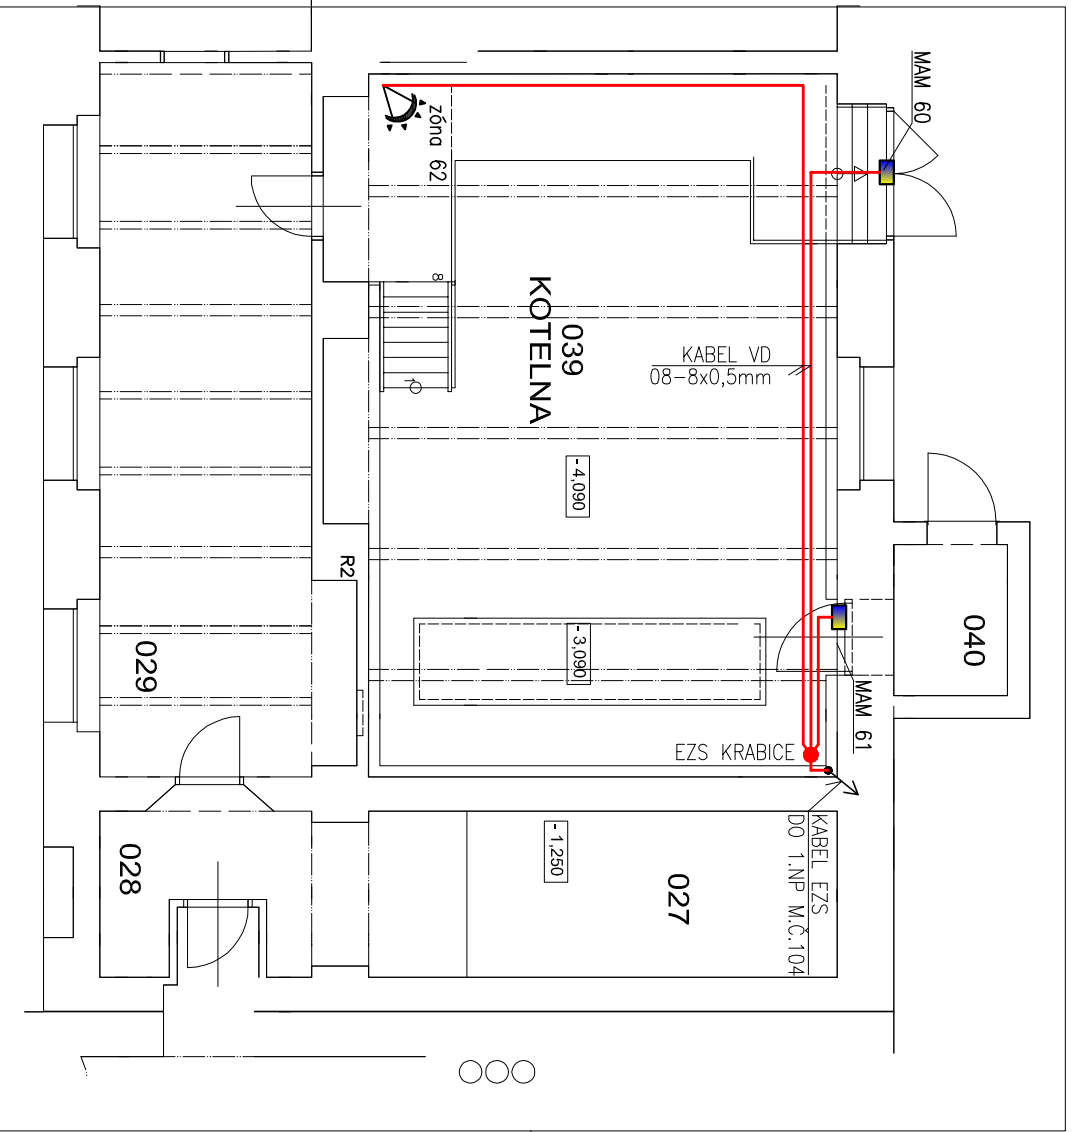 MAM 60
zóna 62
8
1
039
KOTELNA
KABEL VD
08-8x0,5mm
- 4,090
R2
- 3,090
029
040
MAM 61
EZS KRABICE
KABEL EZS
DO 1.NP M.Č.104
- 1,250
028
027